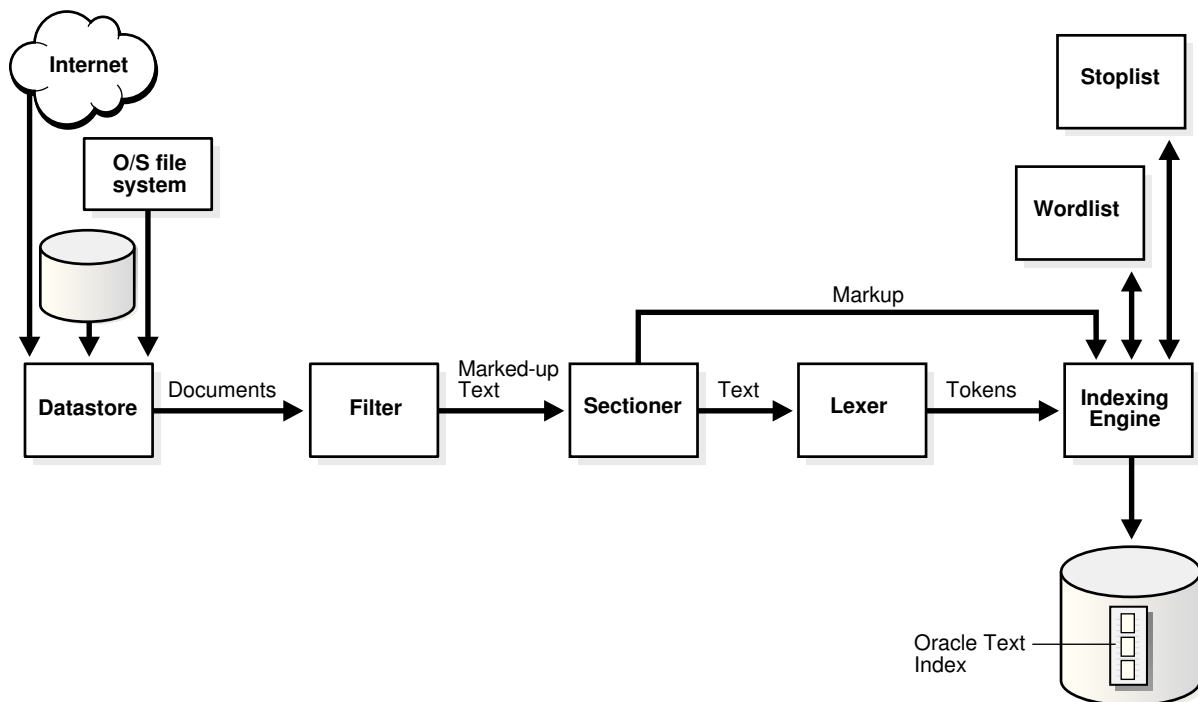 Internet
Stoplist
O/S file
system
Wordlist
Markup
Datastore
Documents
Filter
Marked-up
Text
Sectioner
Text
Lexer
Tokens
Indexing
Engine
Oracle Text
Index